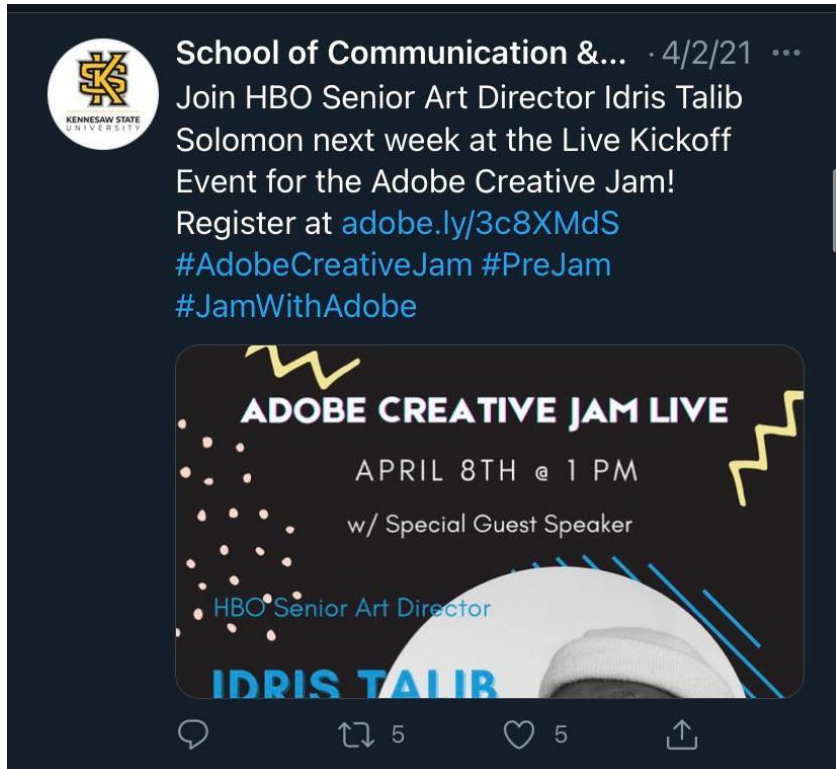 KENNESAW STATE
UNIVERSITY
School of Communication &... · 4/2/21 •••
Join HBO Senior Art Director Idris Talib
Solomon next week at the Live Kickoff
Event for the Adobe Creative Jam!
Register at adobe.ly/3c8XMdS
#AdobeCreativeJam #PreJam
#JamWithAdobe
ADOBE CREATIVE JAM LIVE
APRIL 8TH @ 1 PM
w/ Special Guest Speaker
HBO Senior Art Director
IDRIS TALIB
5 5